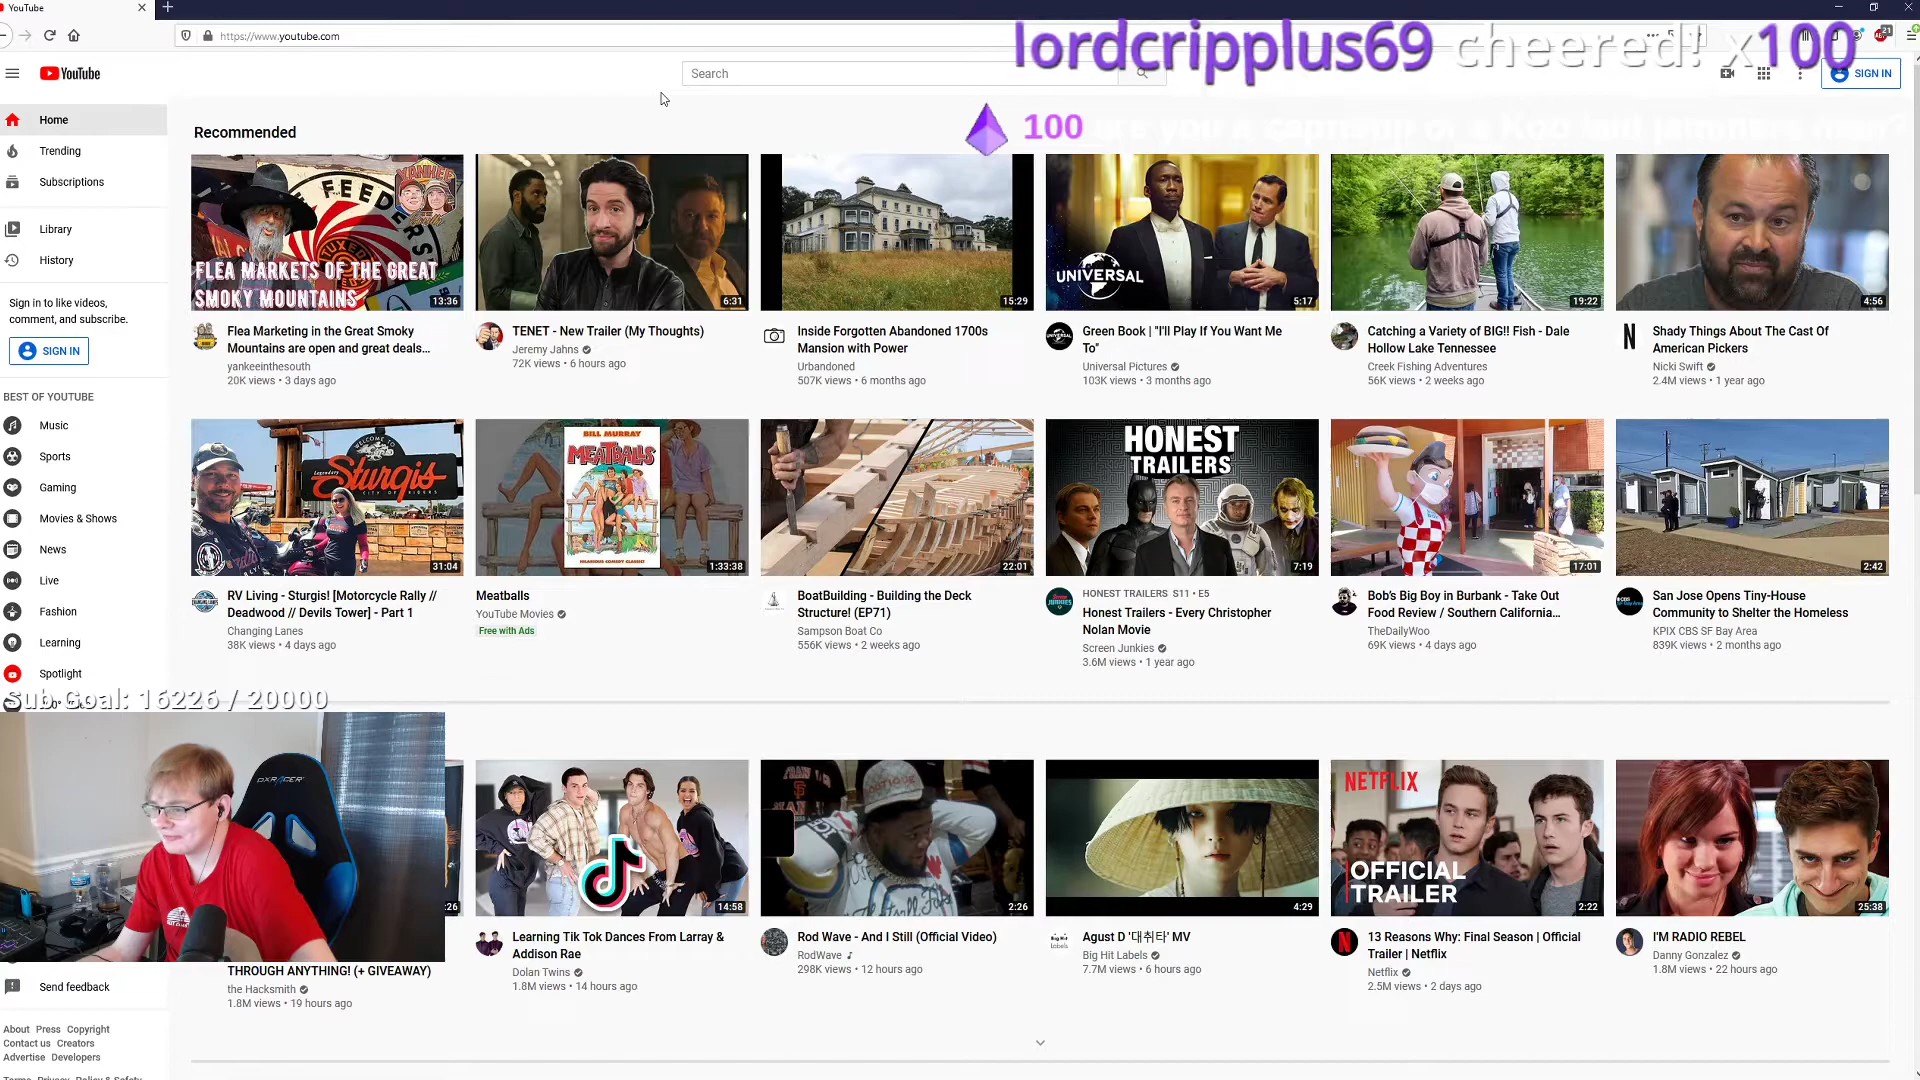 YouTube
https://www.youtube.com
lordcripplus69 cheered! x100
21
YouTube
Search
SIGN IN
100
Home
Trending
Subscriptions
Library
History
Sign in to like videos,
comment, and subscribe.
SIGN IN
BEST OF YOUTUBE
Music
Sports
Gaming
Movies & Shows
News
Live
Fashion
Learning
Spotlight
Sub Goal: 16226 / 20000
Send feedback
About Press Copyright
Contact us Creators
Advertise Developers
Terms Privacy Policy & Safety
Recommended
FEEDERS
YANKEE
FLEA MARKETS OF THE GREAT
SMOKY MOUNTAINS
13:36
Flea Marketing in the Great Smoky
Mountains are open and great deals...
yankeeinthesouth
20K views • 3 days ago
6:31
TENET - New Trailer (My Thoughts)
Jeremy Jahns
72K views • 6 hours ago
15:29
Inside Forgotten Abandoned 1700s
Mansion with Power
Urbandoned
507K views • 6 months ago
UNIVERSAL
5:17
Green Book | "I'll Play If You Want Me
To"
Universal Pictures
103K views • 3 months ago
19:22
Catching a Variety of BIG!! Fish - Dale
Hollow Lake Tennessee
Creek Fishing Adventures
56K views • 2 weeks ago
4:56
N
Shady Things About The Cast Of
American Pickers
Nicki Swift
2.4M views • 1 year ago
WELCOME TO
Legendary
Sturgis
CITY OF RIDERS
31:04
RV Living - Sturgis! [Motorcycle Rally //
Deadwood // Devils Tower] - Part 1
Changing Lanes
38K views • 4 days ago
BILL MURRAY
MEATBALLS
1:33:38
Meatballs
YouTube Movies
Free with Ads
22:01
BoatBuilding - Building the Deck
Structure! (EP71)
Sampson Boat Co
556K views • 2 weeks ago
HONEST
TRAILERS
7:19
HONEST TRAILERS S11 • E5
Honest Trailers - Every Christopher
Nolan Movie
Screen Junkies
3.6M views • 1 year ago
17:01
Bob's Big Boy in Burbank - Take Out
Food Review / Southern California...
TheDailyWoo
69K views • 4 days ago
2:42
San Jose Opens Tiny-House
Community to Shelter the Homeless
KPIX CBS SF Bay Area
839K views • 2 months ago
DXRACER
:26
THROUGH ANYTHING! (+ GIVEAWAY)
the Hacksmith
1.8M views • 19 hours ago
14:58
Learning Tik Tok Dances From Larray &
Addison Rae
Dolan Twins
1.8M views • 14 hours ago
2:26
Rod Wave - And I Still (Official Video)
RodWave
298K views • 12 hours ago
4:29
Big Hit
Labels
Agust D '대취타' MV
Big Hit Labels
7.7M views • 6 hours ago
NETFLIX
OFFICIAL
TRAILER
2:22
13 Reasons Why: Final Season | Official
Trailer | Netflix
Netflix
2.5M views • 2 days ago
25:38
I'M RADIO REBEL
Danny Gonzalez
1.8M views • 22 hours ago